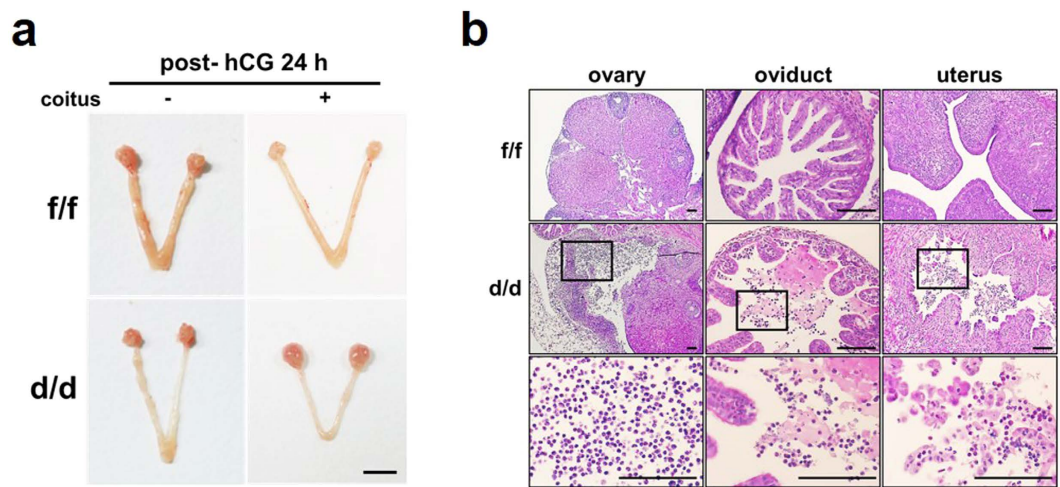 a
post- hCG 24 h
coitus - +
f/f
d/d
b
ovary oviduct uterus
f/f
d/d